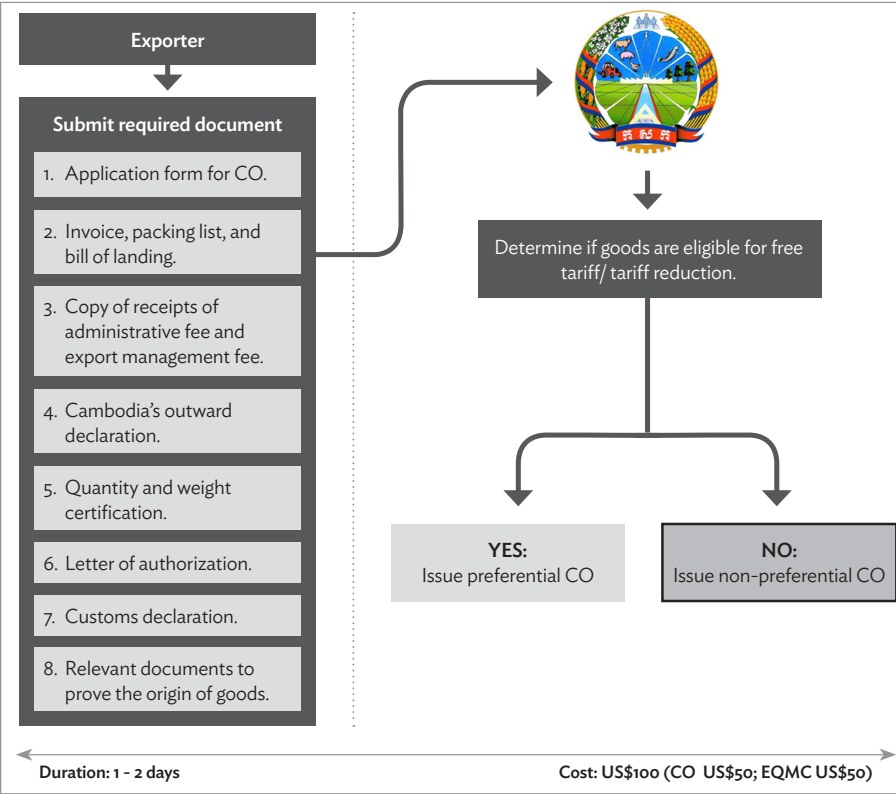 Exporter
Submit required document
1. Application form for CO.
2. Invoice, packing list, and
bill of landing.
3. Copy of receipts of
administrative fee and
export management fee.
4. Cambodia's outward
declaration.
5. Quantity and weight
certification.
6. Letter of authorization.
7. Customs declaration.
8. Relevant documents to
prove the origin of goods.
ក ស ក
Determine if goods are eligible for free
tariff/ tariff reduction.
YES:
Issue preferential CO
NO:
Issue non-preferential CO
Duration: 1 - 2 days
Cost: US$100 (CO US$50; EQMC US$50)